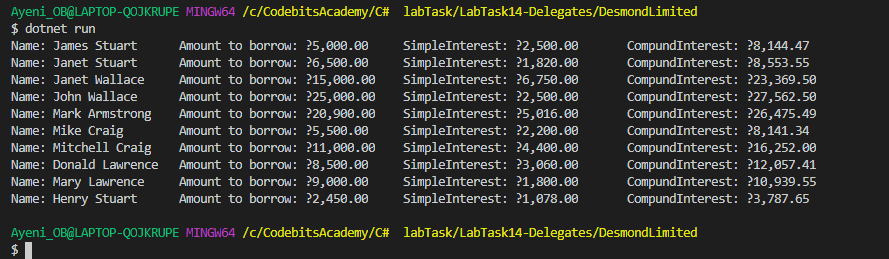 Ayeni_OB@LAPTOP-QOJKRUPE MINGW64 /c/CodebitsAcademy/C#  labTask/LabTask14-Delegates/DesmondLimited
$ dotnet run
Name: James Stuart     Amount to borrow: ?5,000.00     SimpleInterest: ?2,500.00     CompundInterest: ?8,144.47
Name: Janet Stuart     Amount to borrow: ?6,500.00     SimpleInterest: ?1,820.00     CompundInterest: ?8,553.55
Name: Janet Wallace    Amount to borrow: ?15,000.00    SimpleInterest: ?6,750.00     CompundInterest: ?23,369.50
Name: John Wallace     Amount to borrow: ?25,000.00    SimpleInterest: ?2,500.00     CompundInterest: ?27,562.50
Name: Mark Armstrong   Amount to borrow: ?20,900.00    SimpleInterest: ?5,016.00     CompundInterest: ?26,475.49
Name: Mike Craig       Amount to borrow: ?5,500.00     SimpleInterest: ?2,200.00     CompundInterest: ?8,141.34
Name: Mitchell Craig   Amount to borrow: ?11,000.00    SimpleInterest: ?4,400.00     CompundInterest: ?16,252.00
Name: Donald Lawrence  Amount to borrow: ?8,500.00     SimpleInterest: ?3,060.00     CompundInterest: ?12,057.41
Name: Mary Lawrence    Amount to borrow: ?9,000.00     SimpleInterest: ?1,800.00     CompundInterest: ?10,939.55
Name: Henry Stuart     Amount to borrow: ?2,450.00     SimpleInterest: ?1,078.00     CompundInterest: ?3,787.65
Ayeni_OB@LAPTOP-QOJKRUPE MINGW64 /c/CodebitsAcademy/C#  labTask/LabTask14-Delegates/DesmondLimited
$